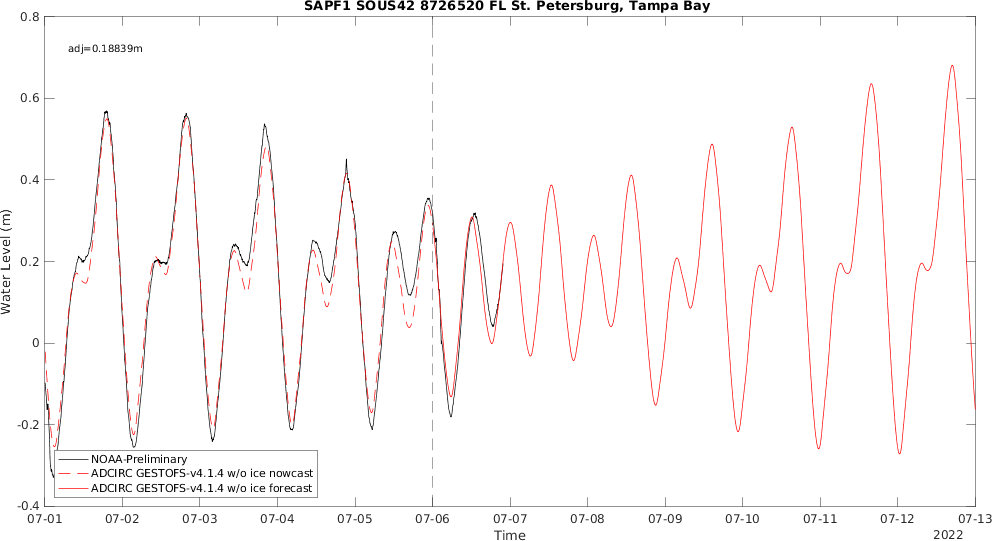 SAPF1 SOUS42 8726520 FL St. Petersburg, Tampa Bay
adj=0.18839m
0.8
0.6
0.4
0.2
0
-0.2
-0.4
Water Level (m)
NOAA-Preliminary
ADCIRC GESTOFS-v4.1.4 w/o ice nowcast
ADCIRC GESTOFS-v4.1.4 w/o ice forecast
07-01 07-02 07-03 07-04 07-05 07-06 07-07 07-08 07-09 07-10 07-11 07-12 07-13
Time
2022